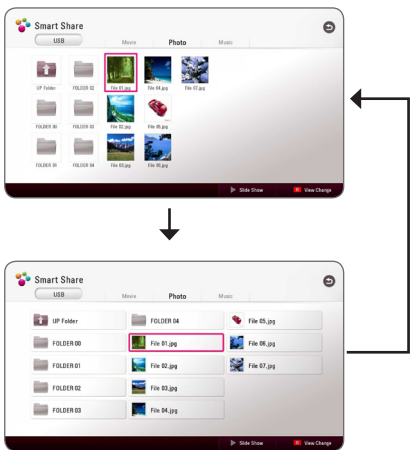 Smart Share
USB
Movie Photo Music
UP Folder FOLDER 02 File 01.jpg File 04.jpg File 07.jpg
FOLDER 00 FOLDER 03 File 02.jpg File 05.jpg
FOLDER 01 FOLDER 04 File 03.jpg File 06.jpg
Slide Show R View Change
Smart Share
USB
Movie Photo Music
UP Folder FOLDER 04 File 05.jpg
FOLDER 00 File 01.jpg File 06.jpg
FOLDER 01 File 02.jpg File 07.jpg
FOLDER 02 File 03.jpg
FOLDER 03 File 04.jpg
Slide Show R View Change